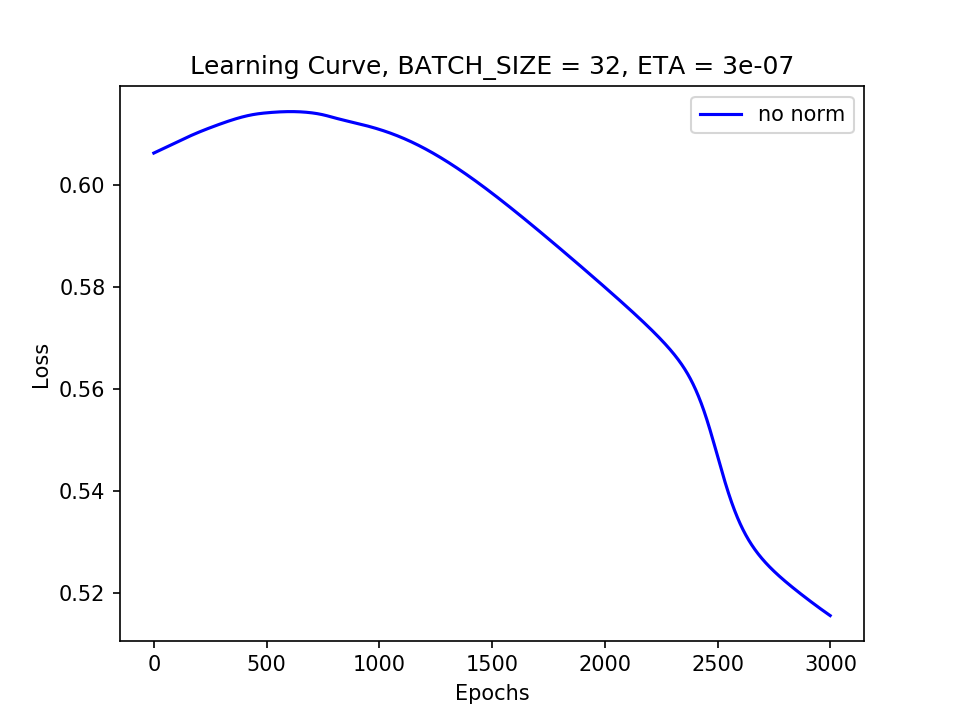 Learning Curve, BATCH_SIZE = 32, ETA = 3e-07
no norm
0.60
0.58
0.56
0.54
0.52
Loss
0 500 1000 1500 2000 2500 3000
Epochs